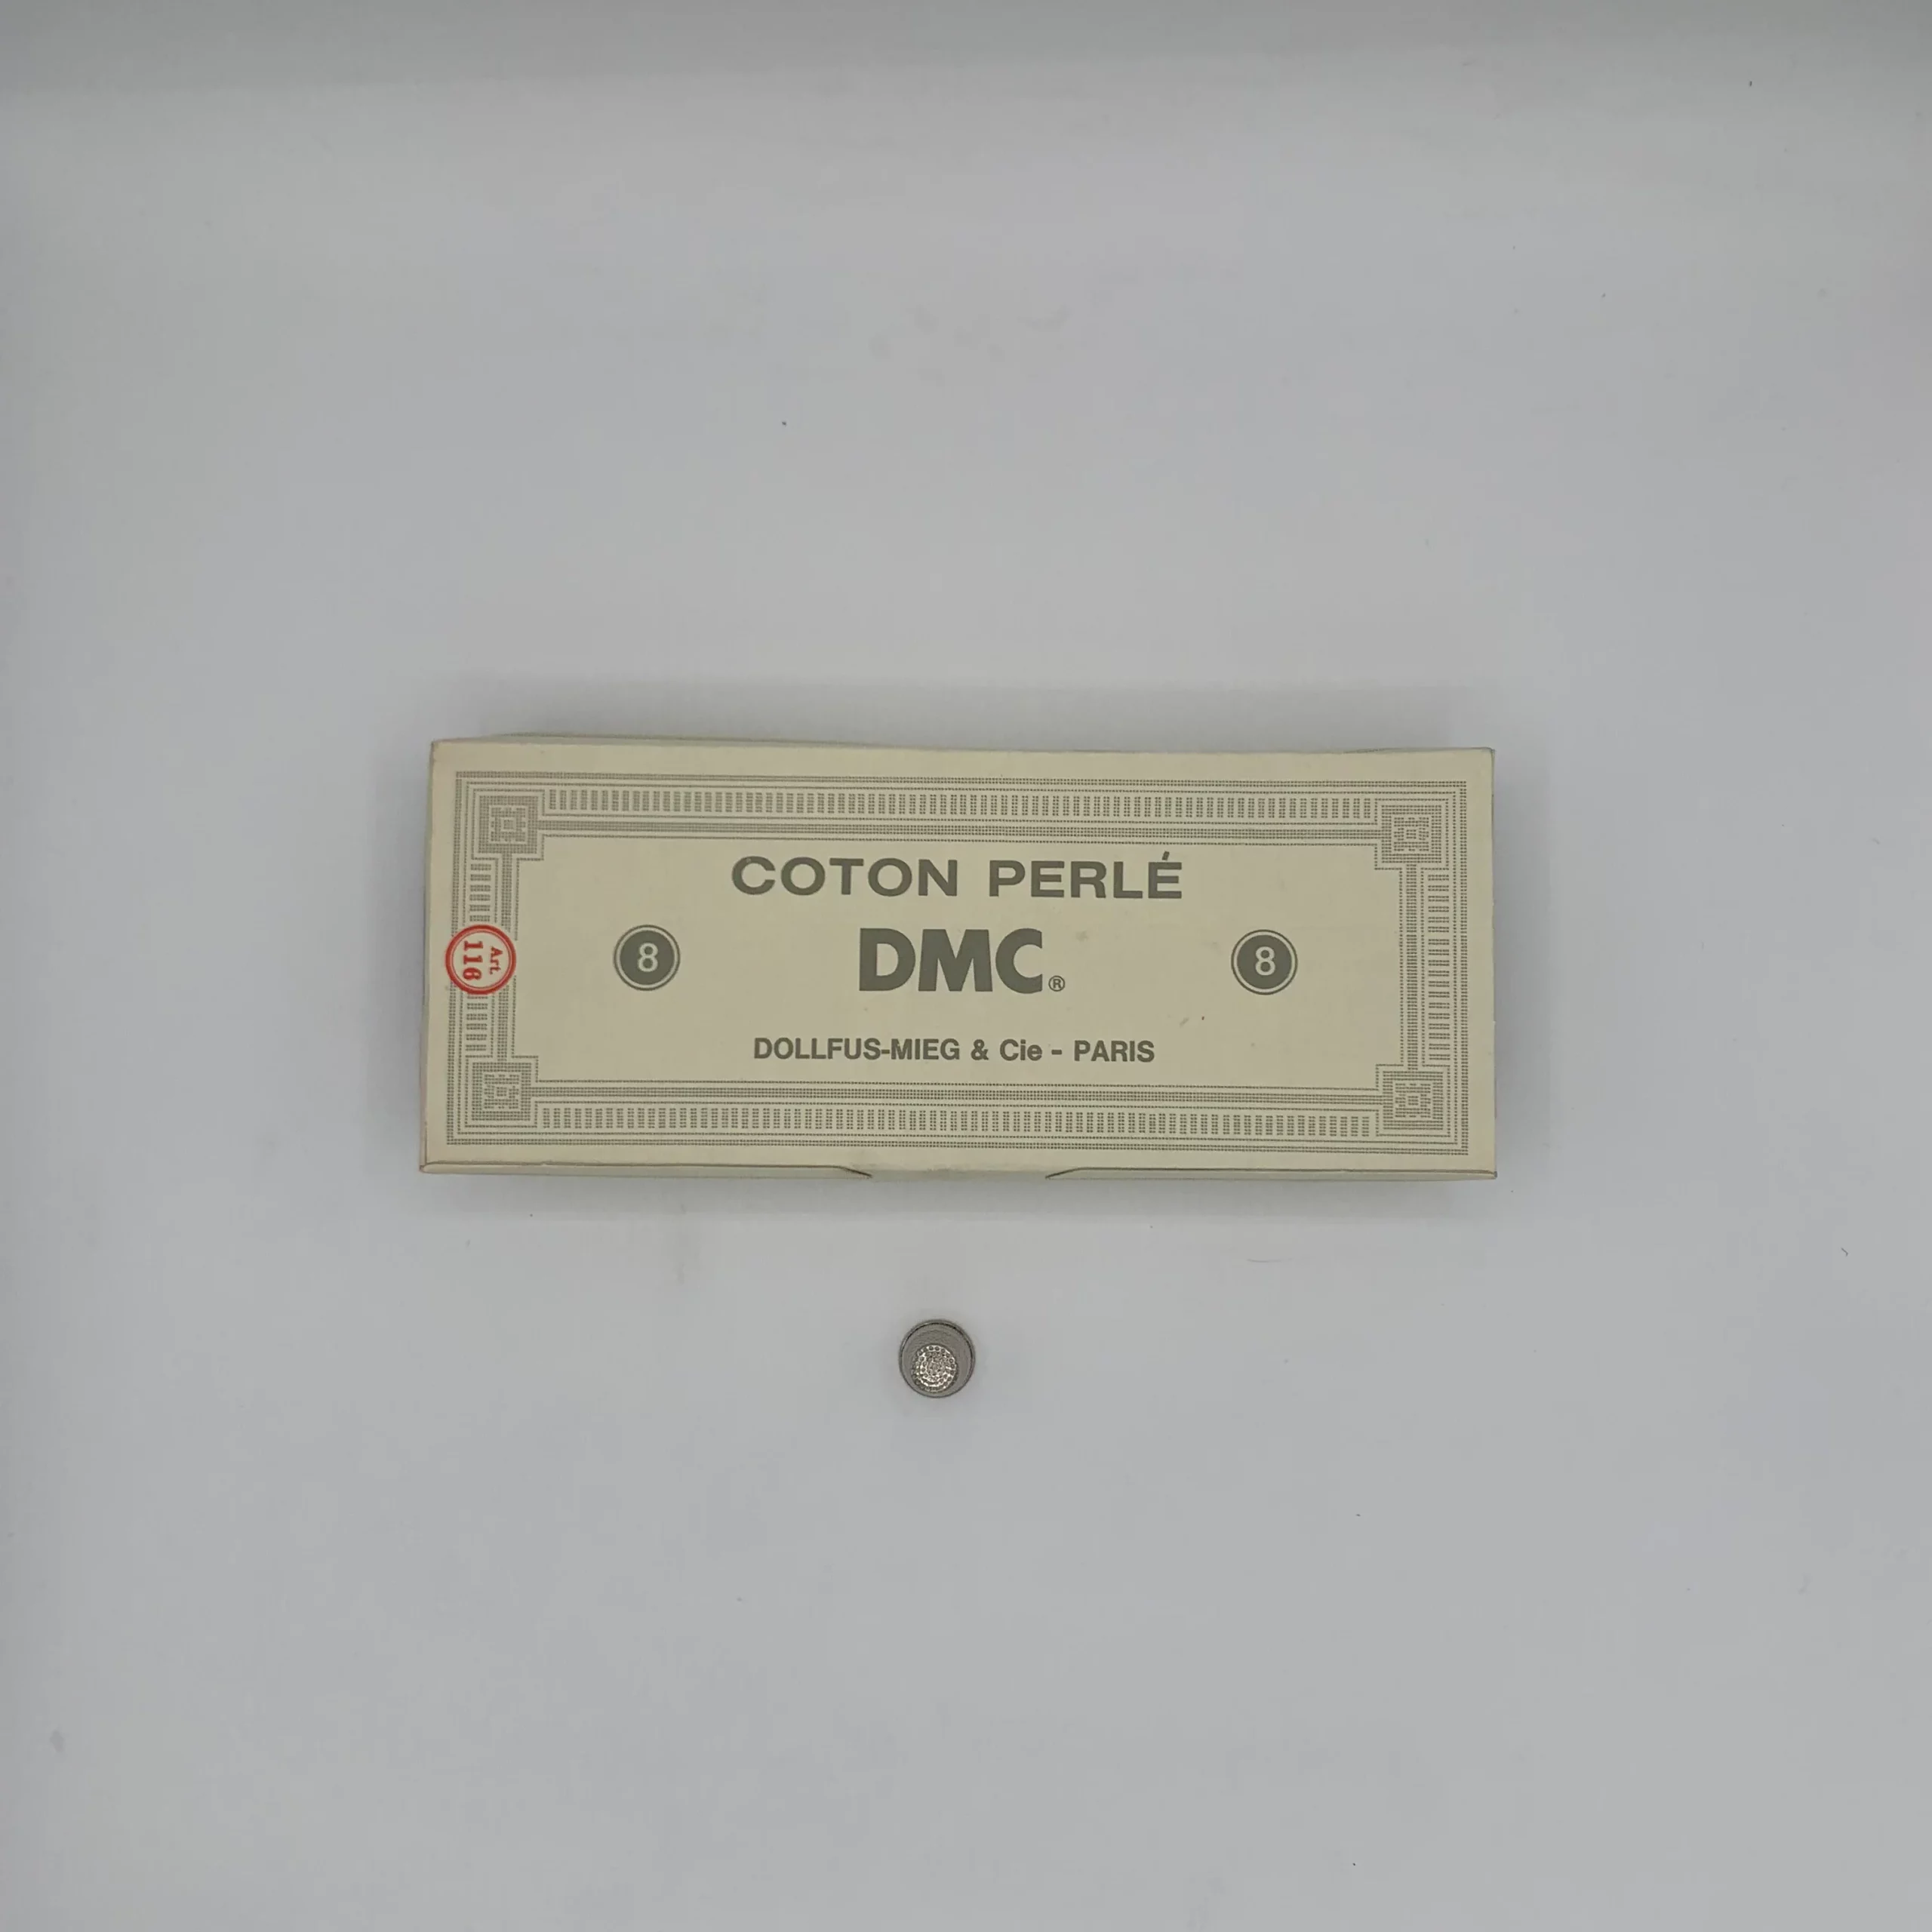 COTON PERLÉ
8 DMC® 8
Art.
116
DOLLFUS-MIEG & Cie - PARIS